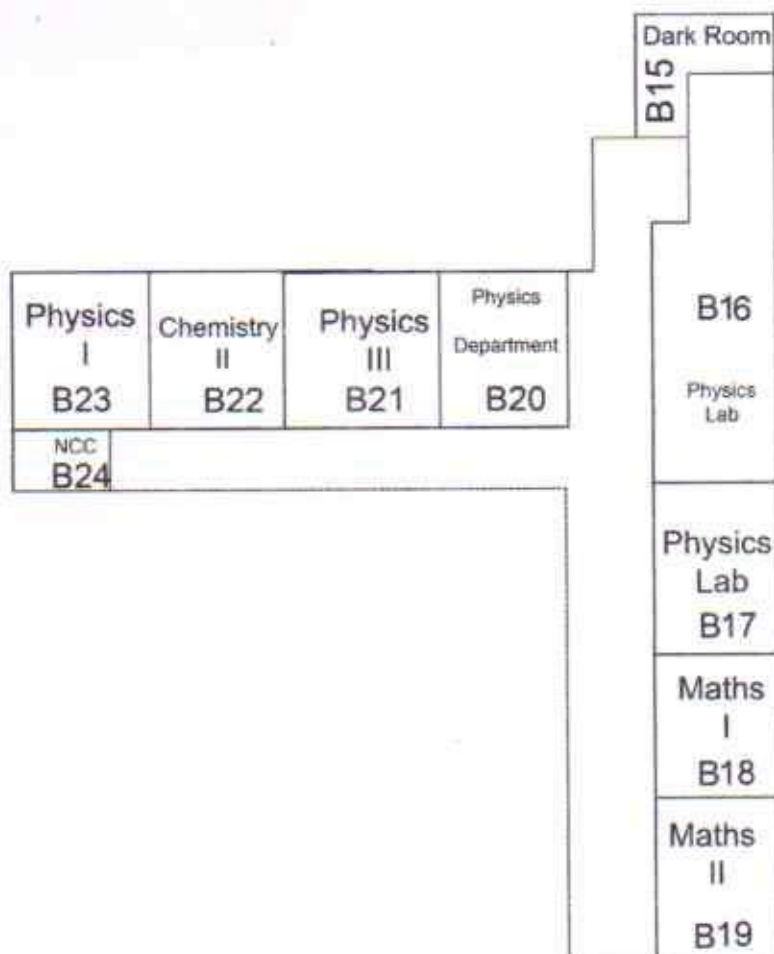 Dark Room
B15
B16
Physics
Lab
Physics
I
B23
Chemistry
II
B22
Physics
III
B21
Physics
Department
B20
NCC
B24
Physics
Lab
B17
Maths
I
B18
Maths
II
B19